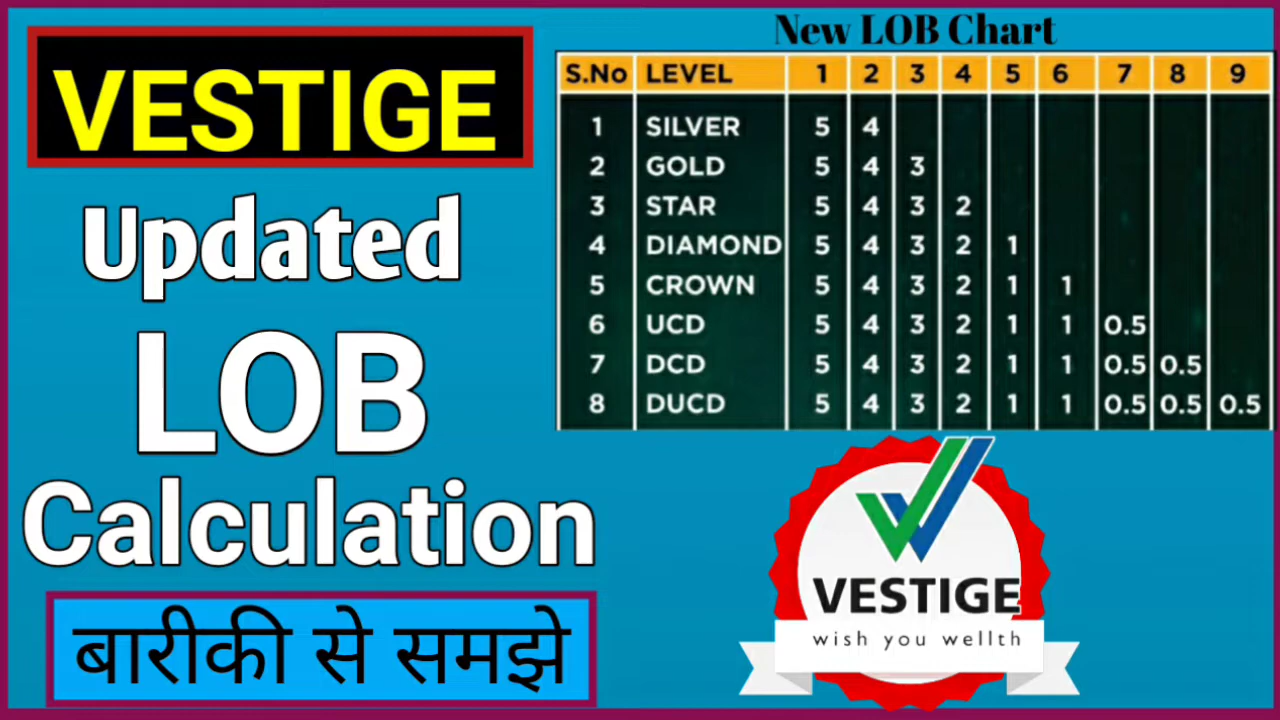 VESTIGE
Updated
LOB
Calculation
बारीकी से समझे
New LOB Chart
S.No LEVEL 1 2 3 4 5 6 7 8 9
1 SILVER 5 4
2 GOLD 5 4 3
3 STAR 5 4 3 2
4 DIAMOND 5 4 3 2 1
5 CROWN 5 4 3 2 1 1
6 UCD 5 4 3 2 1 1 0.5
7 DCD 5 4 3 2 1 1 0.5 0.5
8 DUCD 5 4 3 2 1 1 0.5 0.5 0.5
VESTIGE
wish you wellth